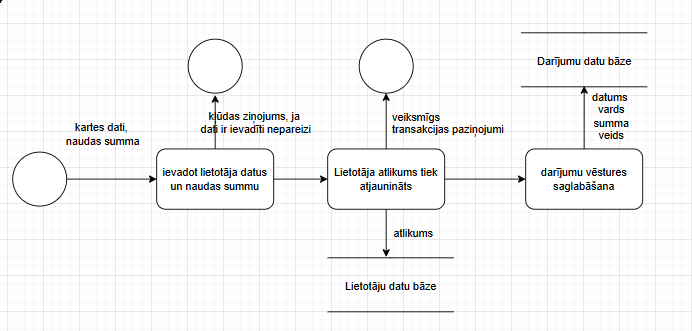 Darījumu datu bāze
kartes dati,
naudas summa
kļūdas ziņojums, ja
dati ir ievadīti nepareizi
veiksmīgs
transakcijas paziņojumi
datums
vards
summa
veids
ievadot lietotāja datus
un naudas summu
Lietotāja atlikums tiek
atjaunināts
darījumu vēstures
saglabāšana
atlikums
Lietotāju datu bāze